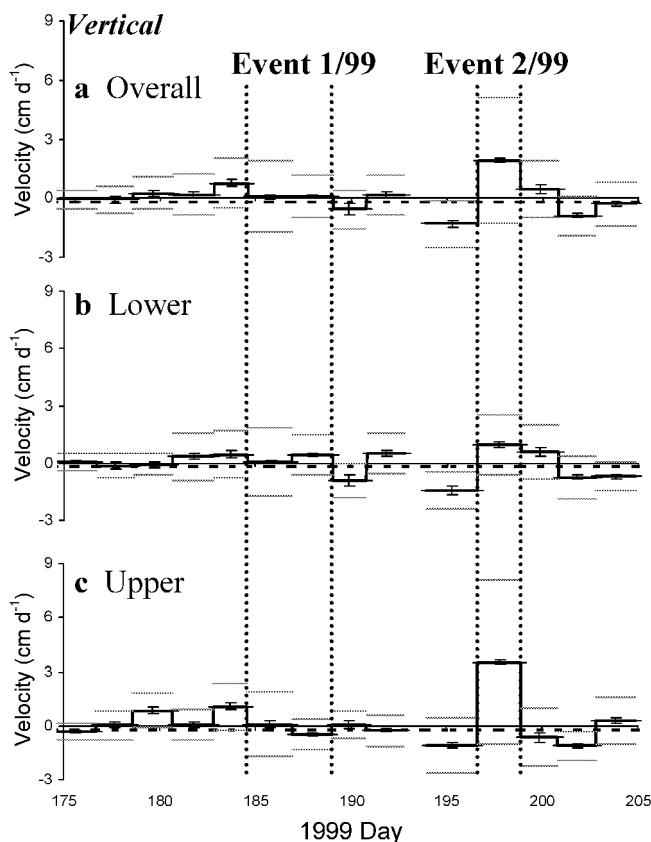 Vertical
Event 1/99 Event 2/99
a Overall
Velocity (cm d⁻¹)
9
6
3
0
-3
b Lower
Velocity (cm d⁻¹)
9
6
3
0
-3
c Upper
Velocity (cm d⁻¹)
9
6
3
0
-3
175 180 185 190 195 200 205
1999 Day